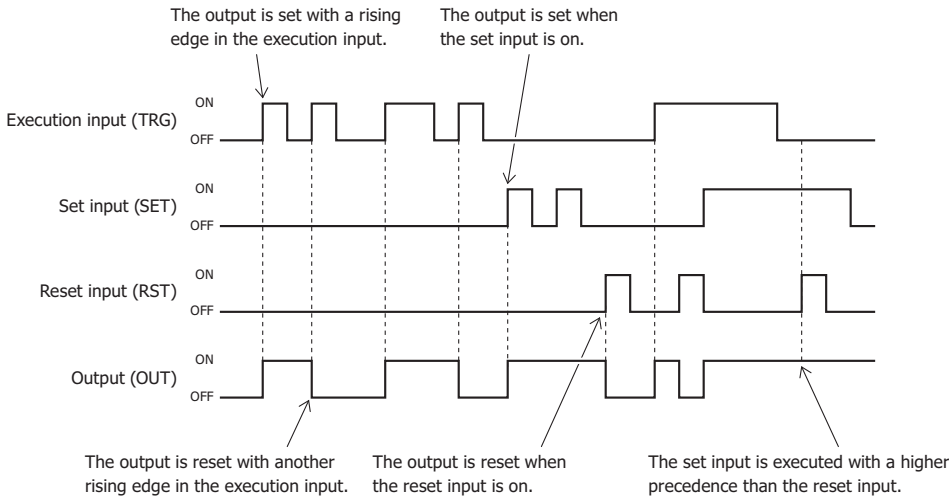 The output is set with a rising
edge in the execution input.
The output is set when
the set input is on.
Execution input (TRG)
ON
OFF
Set input (SET)
ON
OFF
Reset input (RST)
ON
OFF
Output (OUT)
ON
OFF
The output is reset with another
rising edge in the execution input.
The output is reset when
the reset input is on.
The set input is executed with a higher
precedence than the reset input.